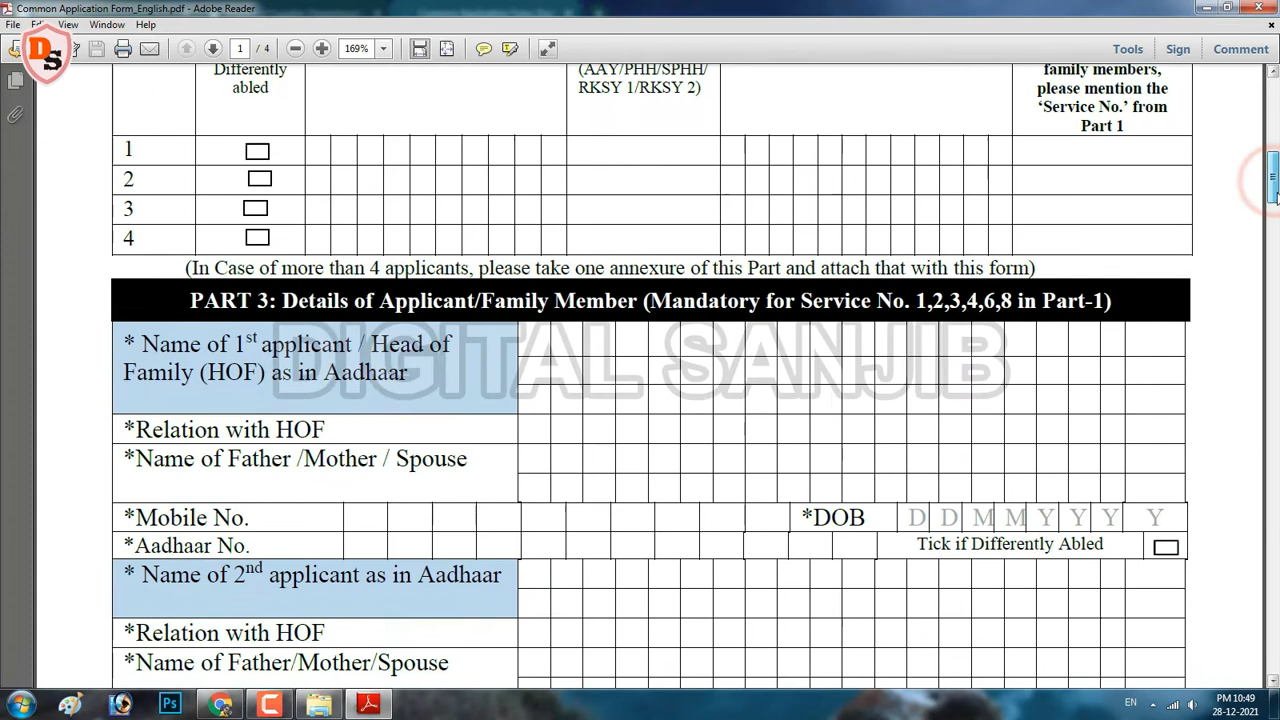 Common Application Form_English.pdf - Adobe Reader
File Edit View Window Help
DS
1 / 4 169% Tools Sign Comment
Differently
abled
(AAY/PHH/SPHH/
RKSY 1/RKSY 2)
family members,
please mention the
‘Service No.’ from
Part 1
1
2
3
4
(In Case of more than 4 applicants, please take one annexure of this Part and attach that with this form)
PART 3: Details of Applicant/Family Member (Mandatory for Service No. 1,2,3,4,6,8 in Part-1)
DIGITAL SANJIB
* Name of 1st applicant / Head of
Family (HOF) as in Aadhaar
*Relation with HOF
*Name of Father /Mother / Spouse
*Mobile No. *DOB D D M M Y Y Y Y
*Aadhaar No. Tick if Differently Abled
* Name of 2nd applicant as in Aadhaar
*Relation with HOF
*Name of Father/Mother/Spouse
Ps
EN
PM 10:49
28-12-2021